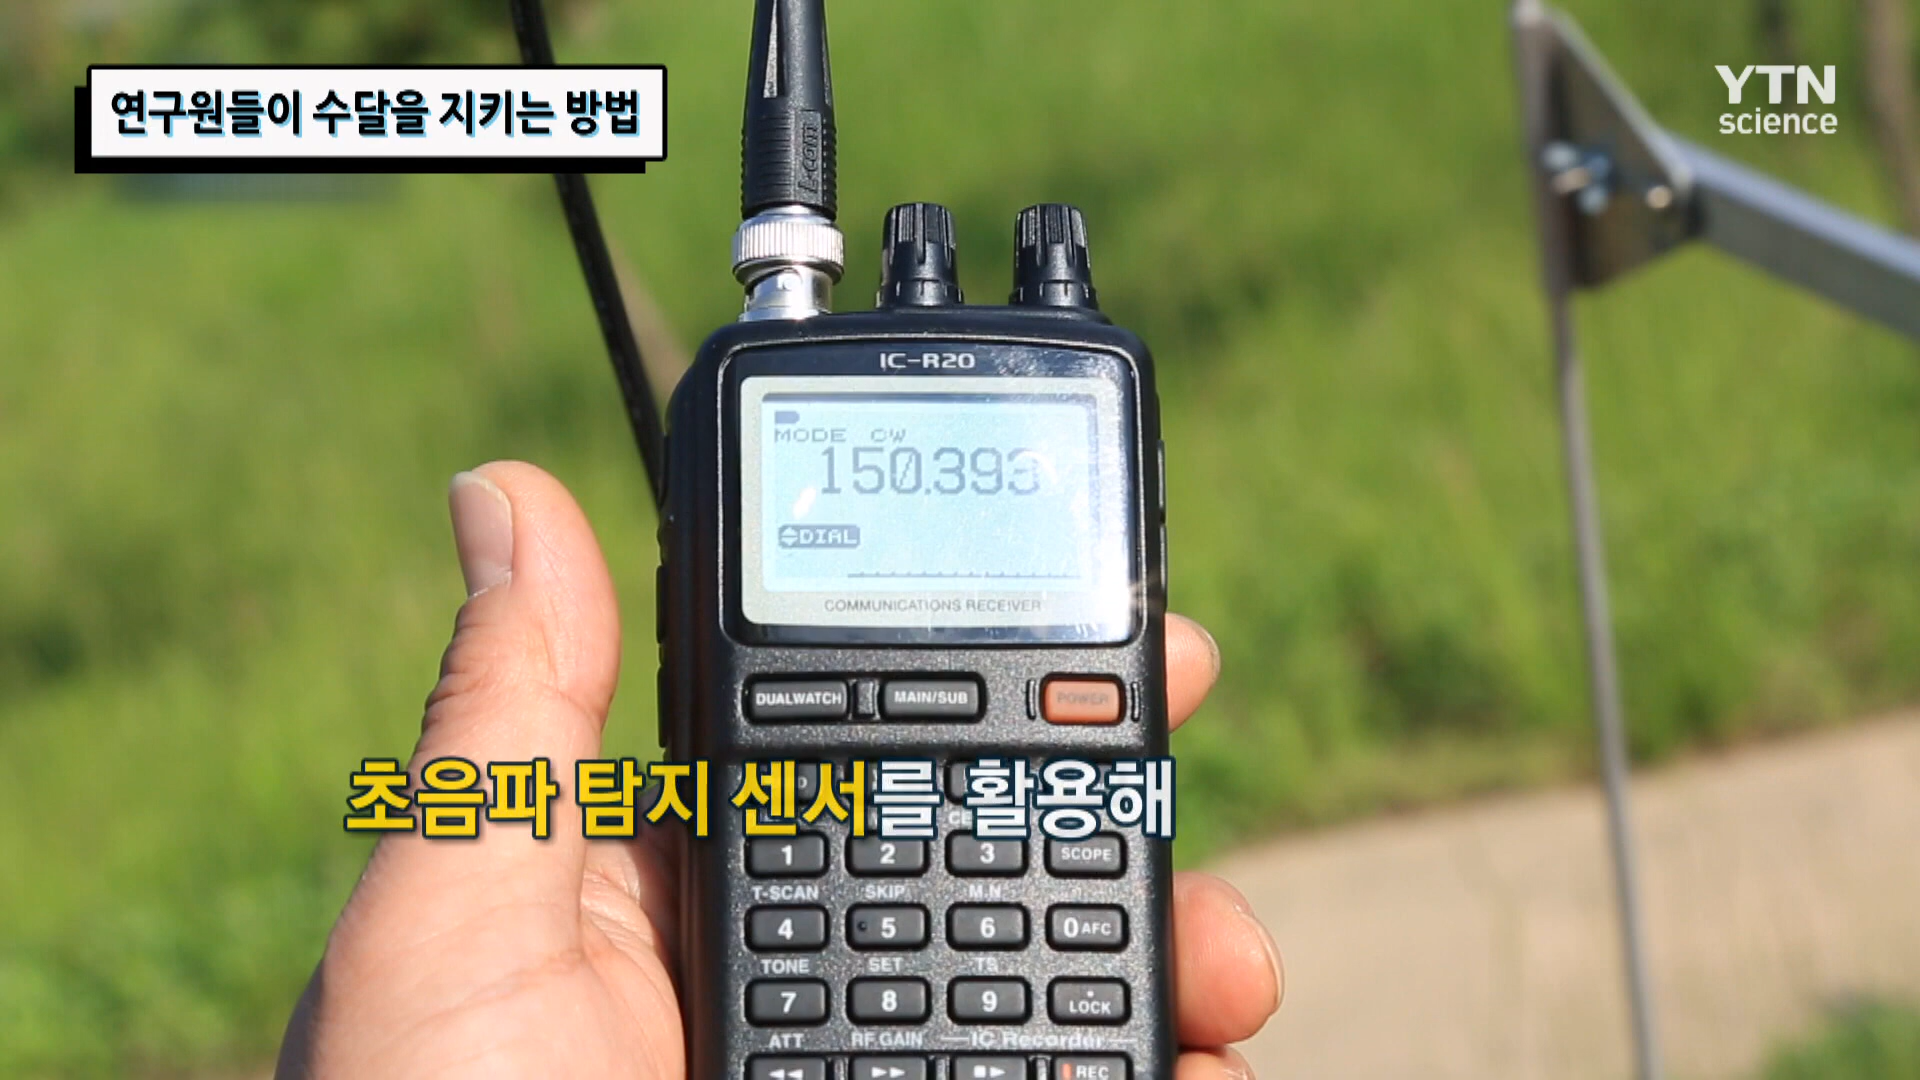 연구원들이 수달을 지키는 방법
YTN
science
L-com
IC-R20
MODE CW
150.393
DIAL
COMMUNICATIONS RECEIVER
DUALWATCH
MAIN/SUB
POWER
초음파 탐지 센서를 활용해
1
2
3
SCOPE
T-SCAN
SKIP
M.N
4
5
6
0 AFC
TONE
SET
TS
7
8
9
LOCK
ATT
RF GAIN
IC Recorder
REC